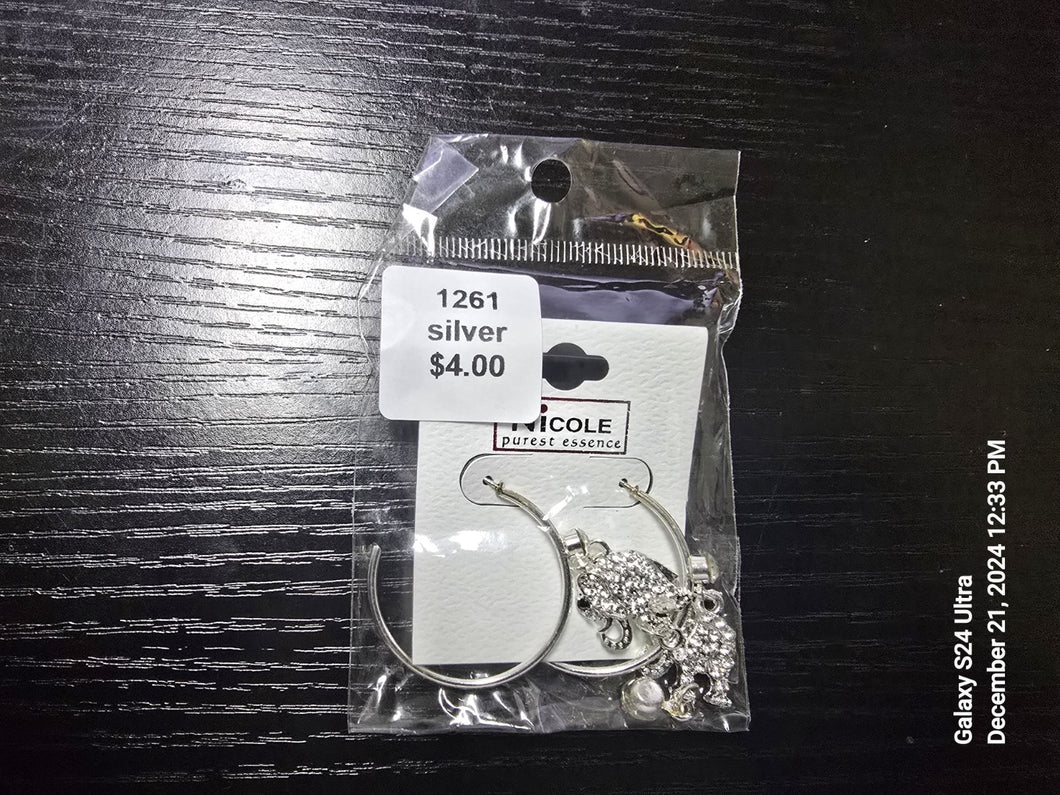 1261
silver
$4.00
NiCOLE
purest essence
Galaxy S24 Ultra
December 21, 2024 12:33 PM